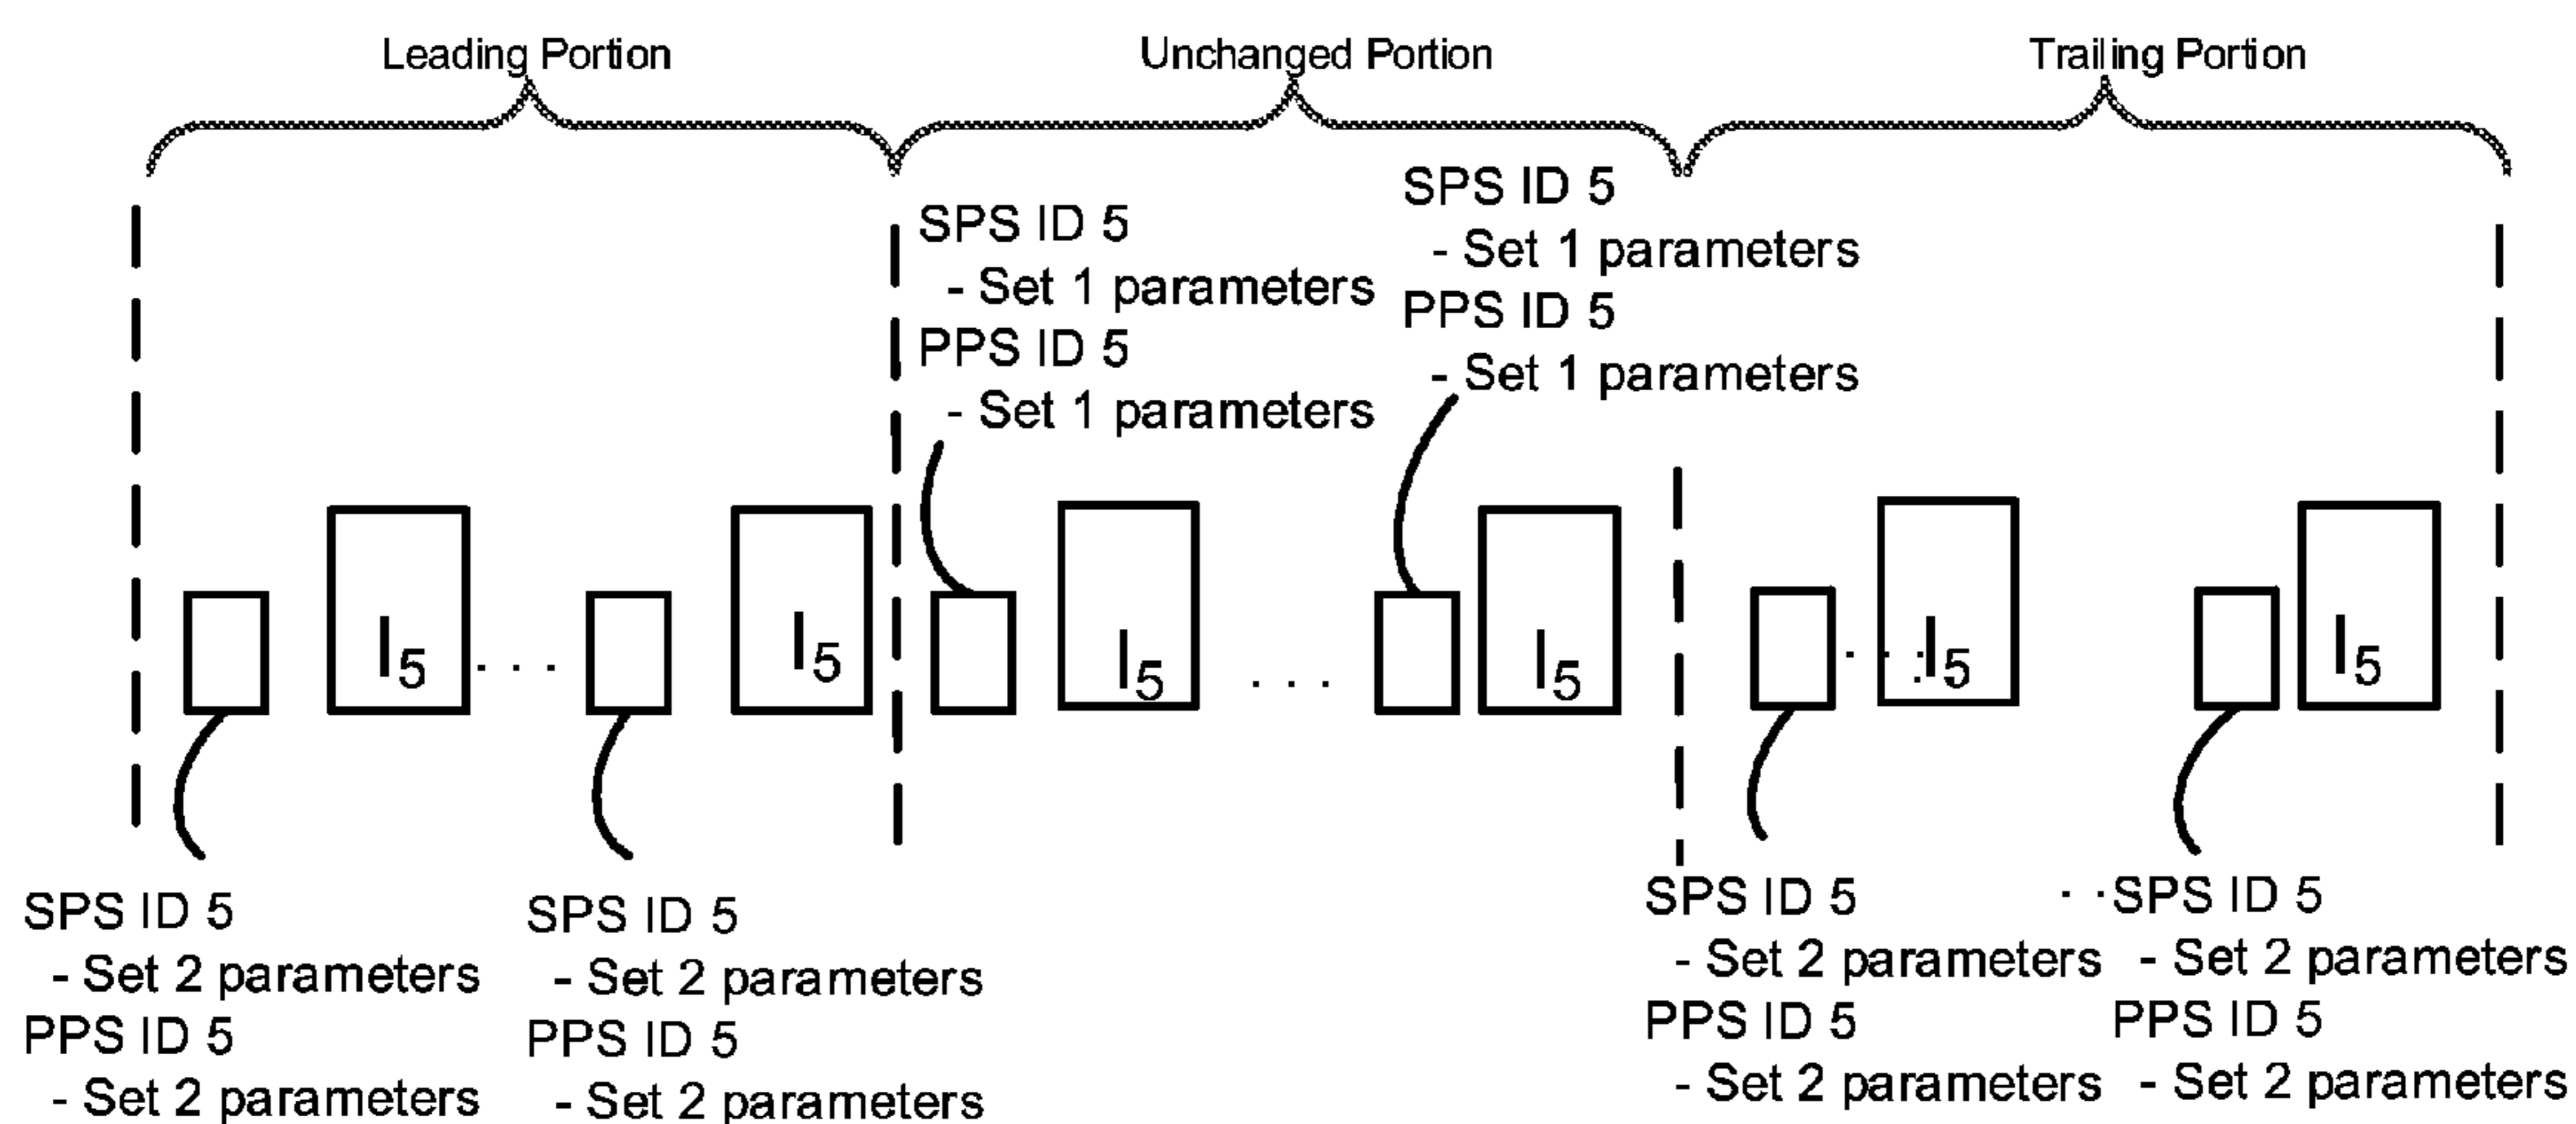 Leading Portion
Unchanged Portion
Trailing Portion
SPS ID 5
- Set 1 parameters
PPS ID 5
- Set 1 parameters
SPS ID 5
- Set 1 parameters
PPS ID 5
- Set 1 parameters
I5
. . .
I5
I5
. . .
I5
. . .
I5
I5
SPS ID 5
- Set 2 parameters
PPS ID 5
- Set 2 parameters
SPS ID 5
- Set 2 parameters
PPS ID 5
- Set 2 parameters
SPS ID 5
- Set 2 parameters
PPS ID 5
- Set 2 parameters
. .
SPS ID 5
- Set 2 parameters
PPS ID 5
- Set 2 parameters